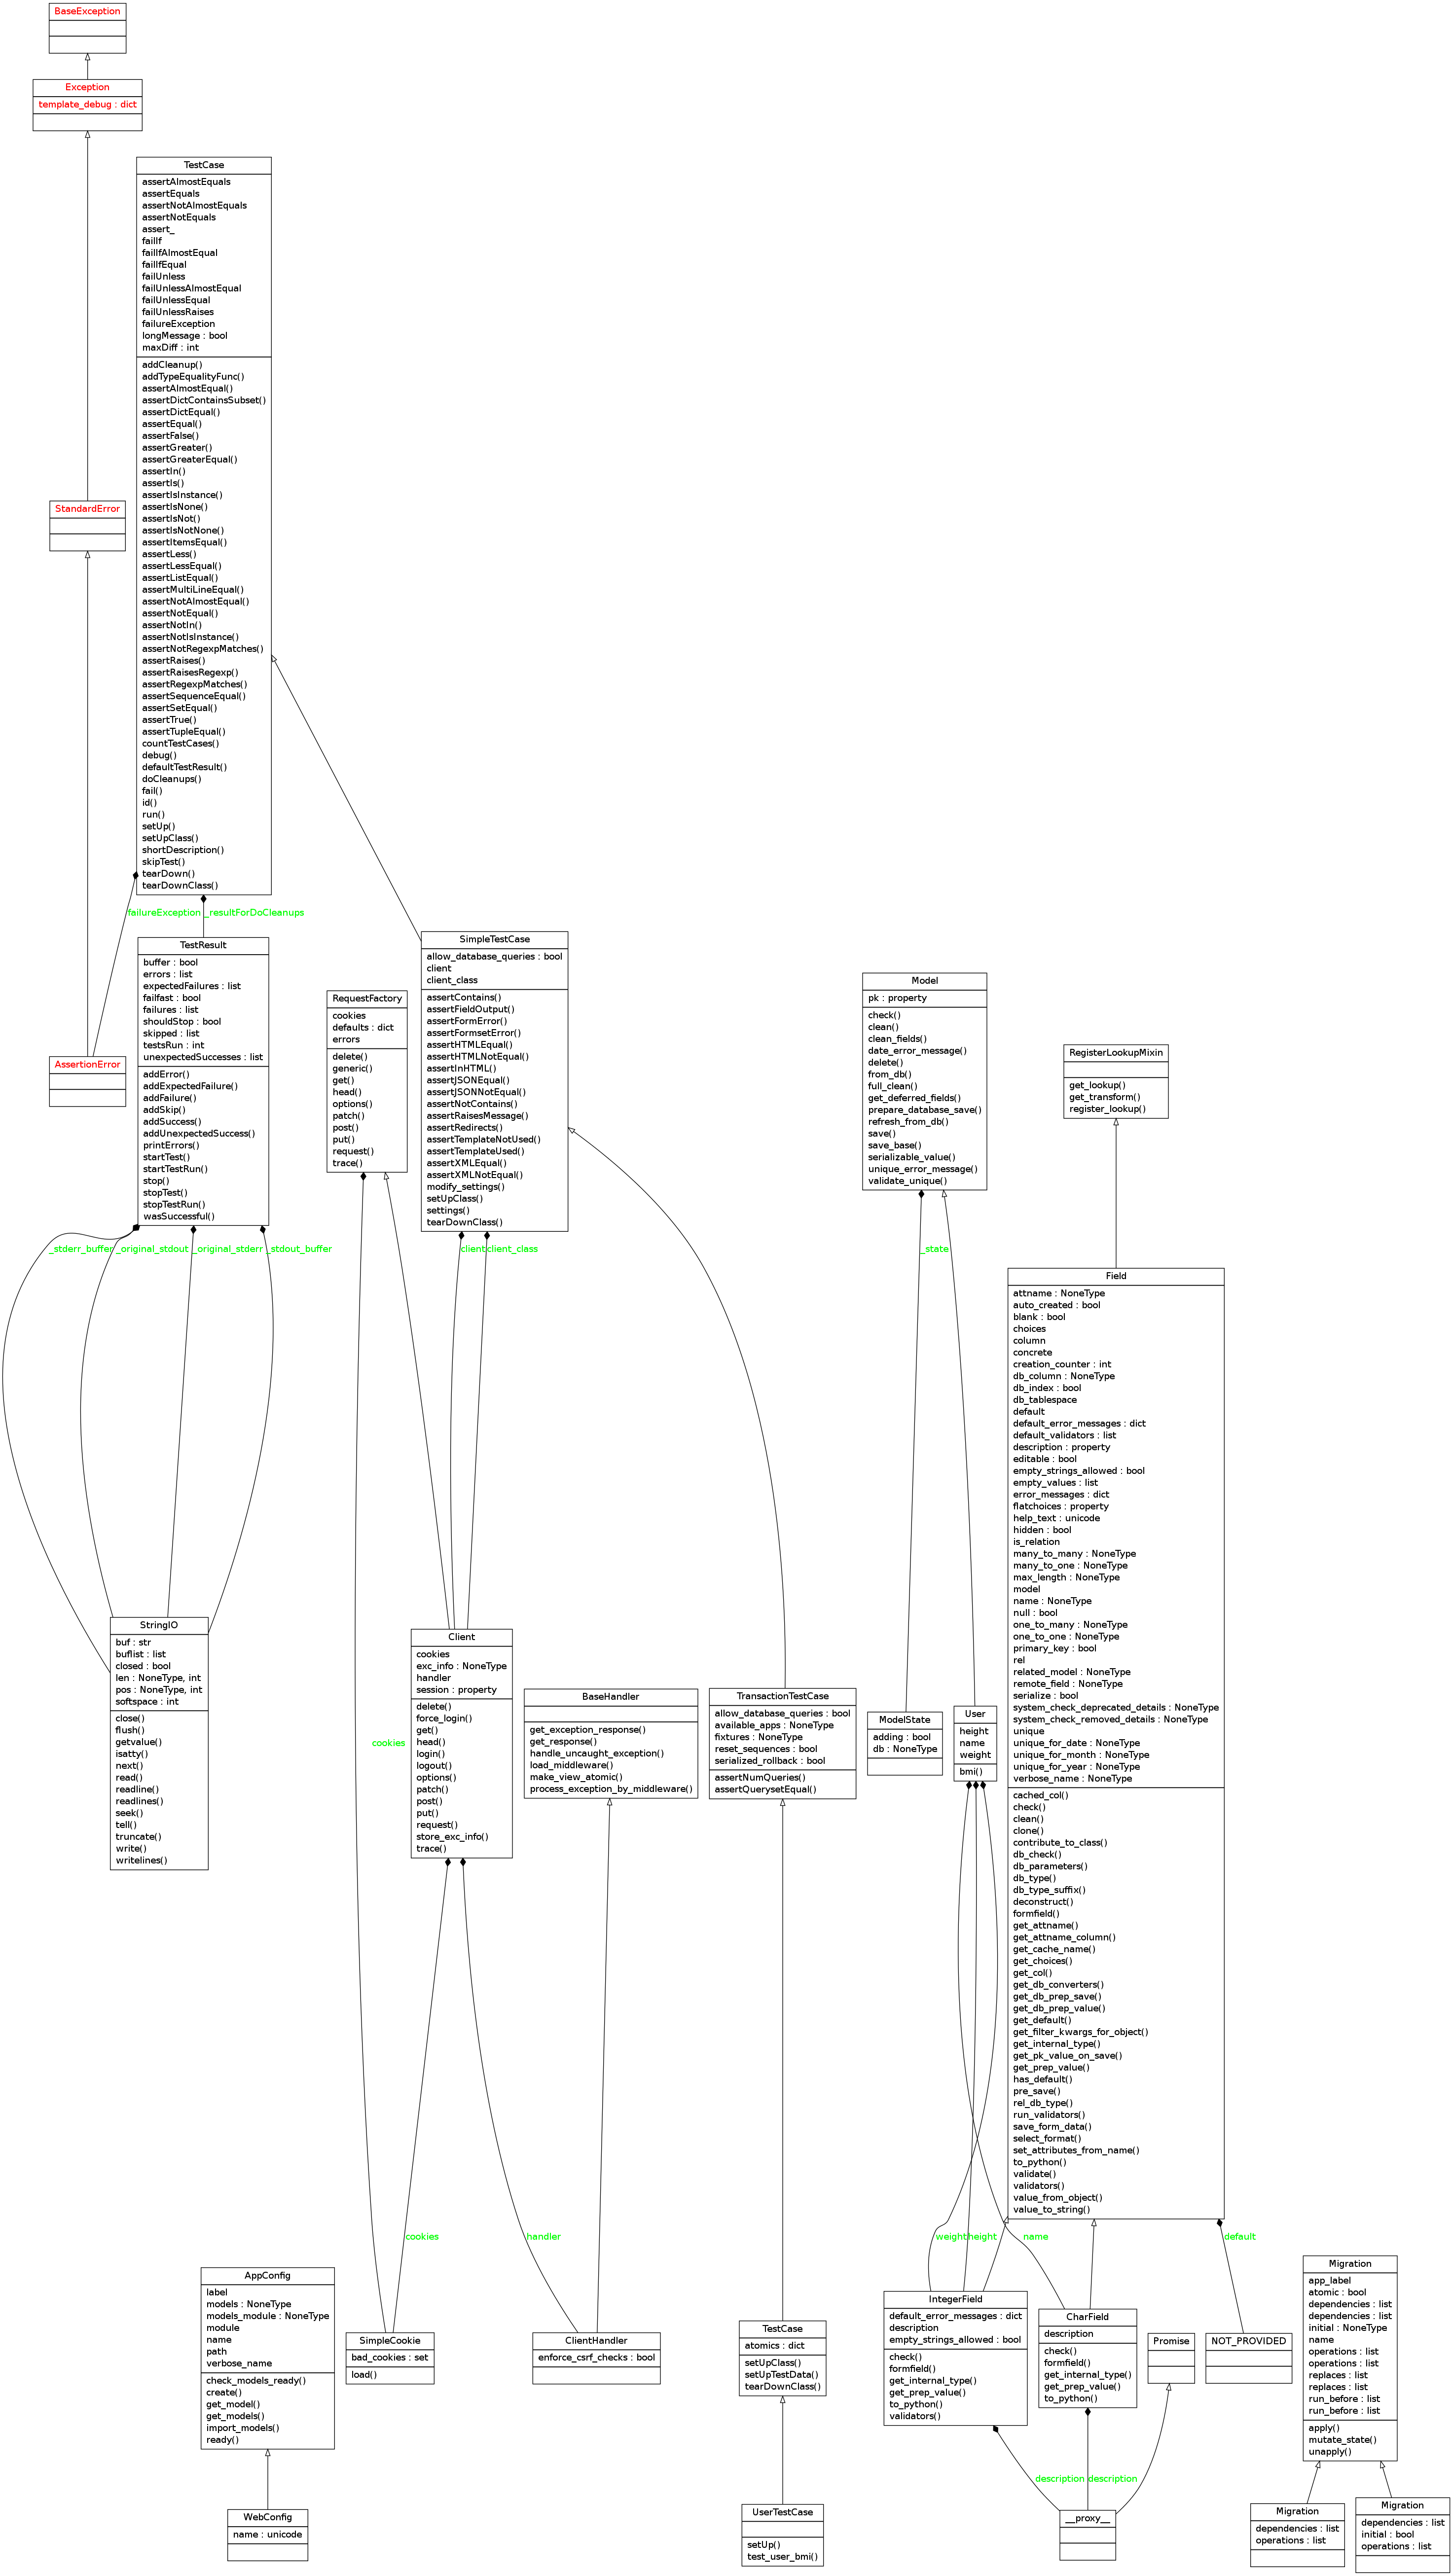 BaseException
Exception
template_debug : dict
TestCase
assertAlmostEquals
assertEquals
assertNotAlmostEquals
assertNotEquals
assert_
failIf
failIfAlmostEqual
failIfEqual
failUnless
failUnlessAlmostEqual
failUnlessEqual
failUnlessRaises
failureException
longMessage : bool
maxDiff : int
addCleanup()
addTypeEqualityFunc()
assertAlmostEqual()
assertDictContainsSubset()
assertDictEqual()
assertEqual()
assertFalse()
assertGreater()
assertGreaterEqual()
assertIn()
assertIs()
assertIsInstance()
assertIsNone()
assertIsNot()
assertIsNotNone()
assertItemsEqual()
assertLess()
assertLessEqual()
assertListEqual()
assertMultiLineEqual()
assertNotAlmostEqual()
assertNotEqual()
assertNotIn()
assertNotIsInstance()
assertNotRegexpMatches()
assertRaises()
assertRaisesRegexp()
assertRegexpMatches()
assertSequenceEqual()
assertSetEqual()
assertTrue()
assertTupleEqual()
countTestCases()
debug()
defaultTestResult()
doCleanups()
fail()
id()
run()
setUp()
setUpClass()
shortDescription()
skipTest()
tearDown()
tearDownClass()
StandardError
failureException
_resultForDoCleanups
TestResult
buffer : bool
errors : list
expectedFailures : list
failfast : bool
failures : list
shouldStop : bool
skipped : list
testsRun : int
unexpectedSuccesses : list
addError()
addExpectedFailure()
addFailure()
addSkip()
addSuccess()
addUnexpectedSuccess()
printErrors()
startTest()
startTestRun()
stop()
stopTest()
stopTestRun()
wasSuccessful()
AssertionError
RequestFactory
cookies
defaults : dict
errors
delete()
generic()
get()
head()
options()
patch()
post()
put()
request()
trace()
SimpleTestCase
allow_database_queries : bool
client
client_class
assertContains()
assertFieldOutput()
assertFormError()
assertFormsetError()
assertHTMLEqual()
assertHTMLNotEqual()
assertInHTML()
assertJSONEqual()
assertJSONNotEqual()
assertNotContains()
assertRaisesMessage()
assertRedirects()
assertTemplateNotUsed()
assertTemplateUsed()
assertXMLEqual()
assertXMLNotEqual()
modify_settings()
setUpClass()
settings()
tearDownClass()
Model
pk : property
check()
clean()
clean_fields()
date_error_message()
delete()
from_db()
full_clean()
get_deferred_fields()
prepare_database_save()
refresh_from_db()
save()
save_base()
serializable_value()
unique_error_message()
validate_unique()
RegisterLookupMixin
get_lookup()
get_transform()
register_lookup()
_stderr_buffer
_original_stdout
_original_stderr
_stdout_buffer
client
client_class
_state
Field
attname : NoneType
auto_created : bool
blank : bool
choices
column
concrete
creation_counter : int
db_column : NoneType
db_index : bool
db_tablespace
default
default_error_messages : dict
default_validators : list
description : property
editable : bool
empty_strings_allowed : bool
empty_values : list
error_messages : dict
flatchoices : property
help_text : unicode
hidden : bool
is_relation
many_to_many : NoneType
many_to_one : NoneType
max_length : NoneType
model
name : NoneType
null : bool
one_to_many : NoneType
one_to_one : NoneType
primary_key : bool
rel
related_model : NoneType
remote_field : NoneType
serialize : bool
system_check_deprecated_details : NoneType
system_check_removed_details : NoneType
unique
unique_for_date : NoneType
unique_for_month : NoneType
unique_for_year : NoneType
verbose_name : NoneType
cached_col()
check()
clean()
clone()
contribute_to_class()
db_check()
db_parameters()
db_type()
db_type_suffix()
deconstruct()
formfield()
get_attname()
get_attname_column()
get_cache_name()
get_choices()
get_col()
get_db_converters()
get_db_prep_save()
get_db_prep_value()
get_default()
get_filter_kwargs_for_object()
get_internal_type()
get_pk_value_on_save()
get_prep_value()
has_default()
pre_save()
rel_db_type()
run_validators()
save_form_data()
select_format()
set_attributes_from_name()
to_python()
validate()
validators()
value_from_object()
value_to_string()
StringIO
buf : str
buflist : list
closed : bool
len : NoneType, int
pos : NoneType, int
softspace : int
close()
flush()
getvalue()
isatty()
next()
read()
readline()
readlines()
seek()
tell()
truncate()
write()
writelines()
cookies
Client
cookies
exc_info : NoneType
handler
session : property
delete()
force_login()
get()
head()
login()
logout()
options()
patch()
post()
put()
request()
store_exc_info()
trace()
BaseHandler
get_exception_response()
get_response()
handle_uncaught_exception()
load_middleware()
make_view_atomic()
process_exception_by_middleware()
TransactionTestCase
allow_database_queries : bool
available_apps : NoneType
fixtures : NoneType
reset_sequences : bool
serialized_rollback : bool
assertNumQueries()
assertQuerysetEqual()
ModelState
adding : bool
db : NoneType
User
height
name
weight
bmi()
cookies
handler
weight
height
name
default
AppConfig
label
models : NoneType
models_module : NoneType
module
name
path
verbose_name
check_models_ready()
create()
get_model()
get_models()
import_models()
ready()
SimpleCookie
bad_cookies : set
load()
ClientHandler
enforce_csrf_checks : bool
TestCase
atomics : dict
setUpClass()
setUpTestData()
tearDownClass()
IntegerField
default_error_messages : dict
description
empty_strings_allowed : bool
check()
formfield()
get_internal_type()
get_prep_value()
to_python()
validators()
CharField
description
check()
formfield()
get_internal_type()
get_prep_value()
to_python()
Promise
NOT_PROVIDED
Migration
app_label
atomic : bool
dependencies : list
dependencies : list
initial : NoneType
name
operations : list
operations : list
replaces : list
replaces : list
run_before : list
run_before : list
apply()
mutate_state()
unapply()
description
description
WebConfig
name : unicode
UserTestCase
setUp()
test_user_bmi()
__proxy__
Migration
dependencies : list
operations : list
Migration
dependencies : list
initial : bool
operations : list